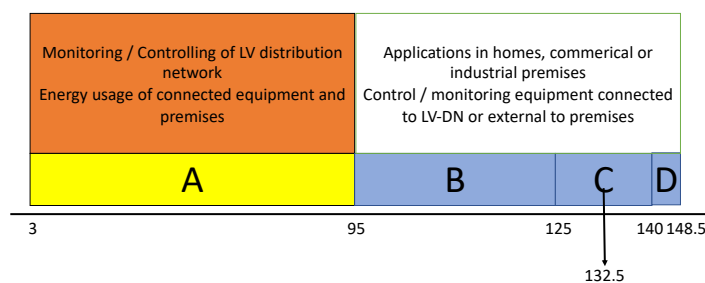 Monitoring / Controlling of LV distribution
network
Energy usage of connected equipment and
premises
Applications in homes, commerical or
industrial premises
Control / monitoring equipment connected
to LV-DN or external to premises
A
B
C
D
3
95
125
140
148.5
132.5